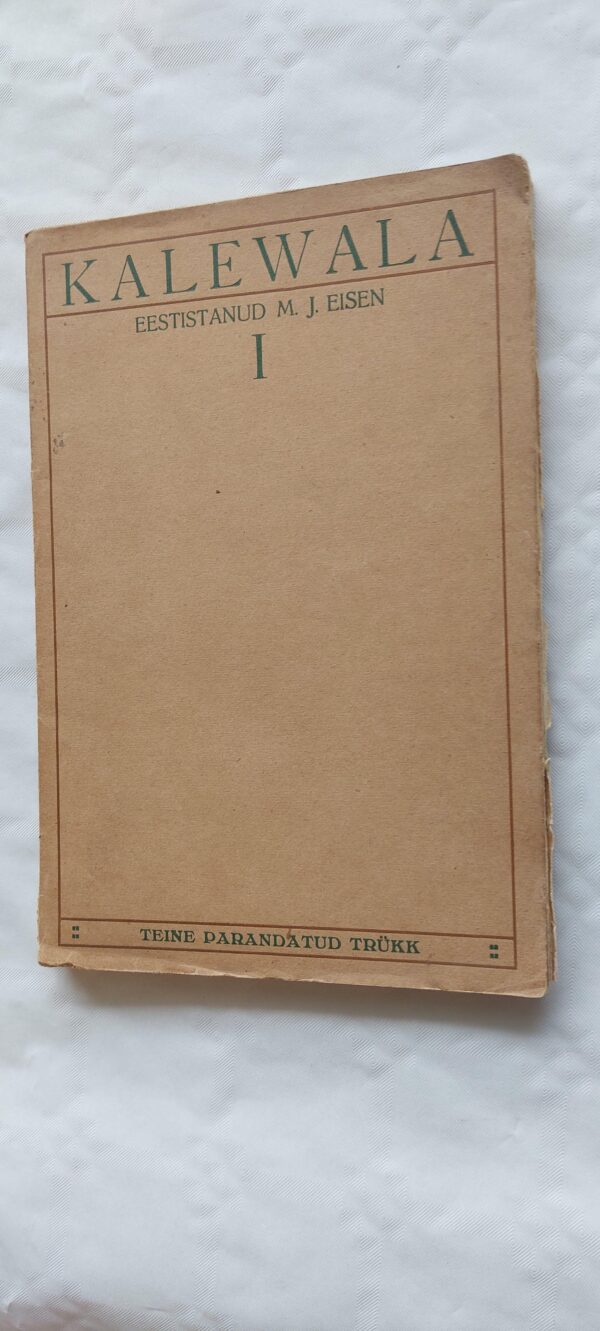 KALEWALA
EESTISTANUD M. J. EISEN
I
TEINE PARANDATUD TRÜKK